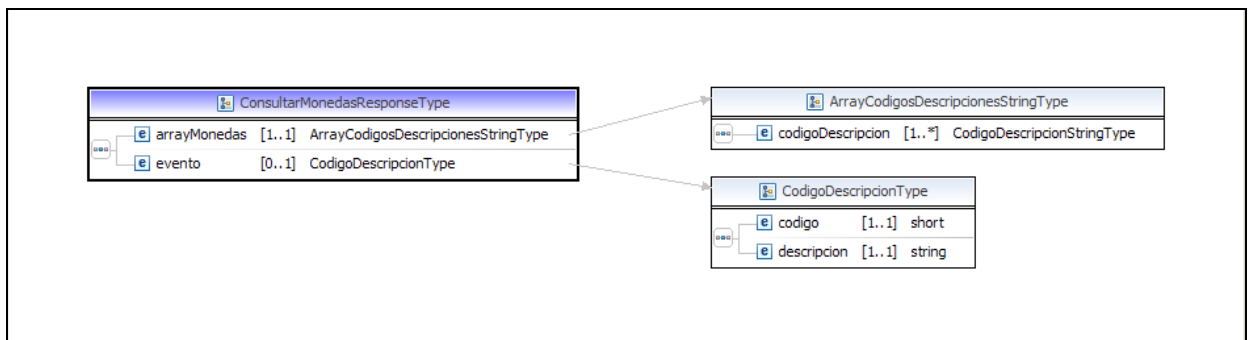 ConsultarMonedasResponseType
e arrayMonedas [1..1] ArrayCodigosDescripcionesStringType
e evento [0..1] CodigoDescripcionType
ArrayCodigosDescripcionesStringType
e codigoDescripcion [1..*] CodigoDescripcionStringType
CodigoDescripcionType
e codigo [1..1] short
e descripcion [1..1] string